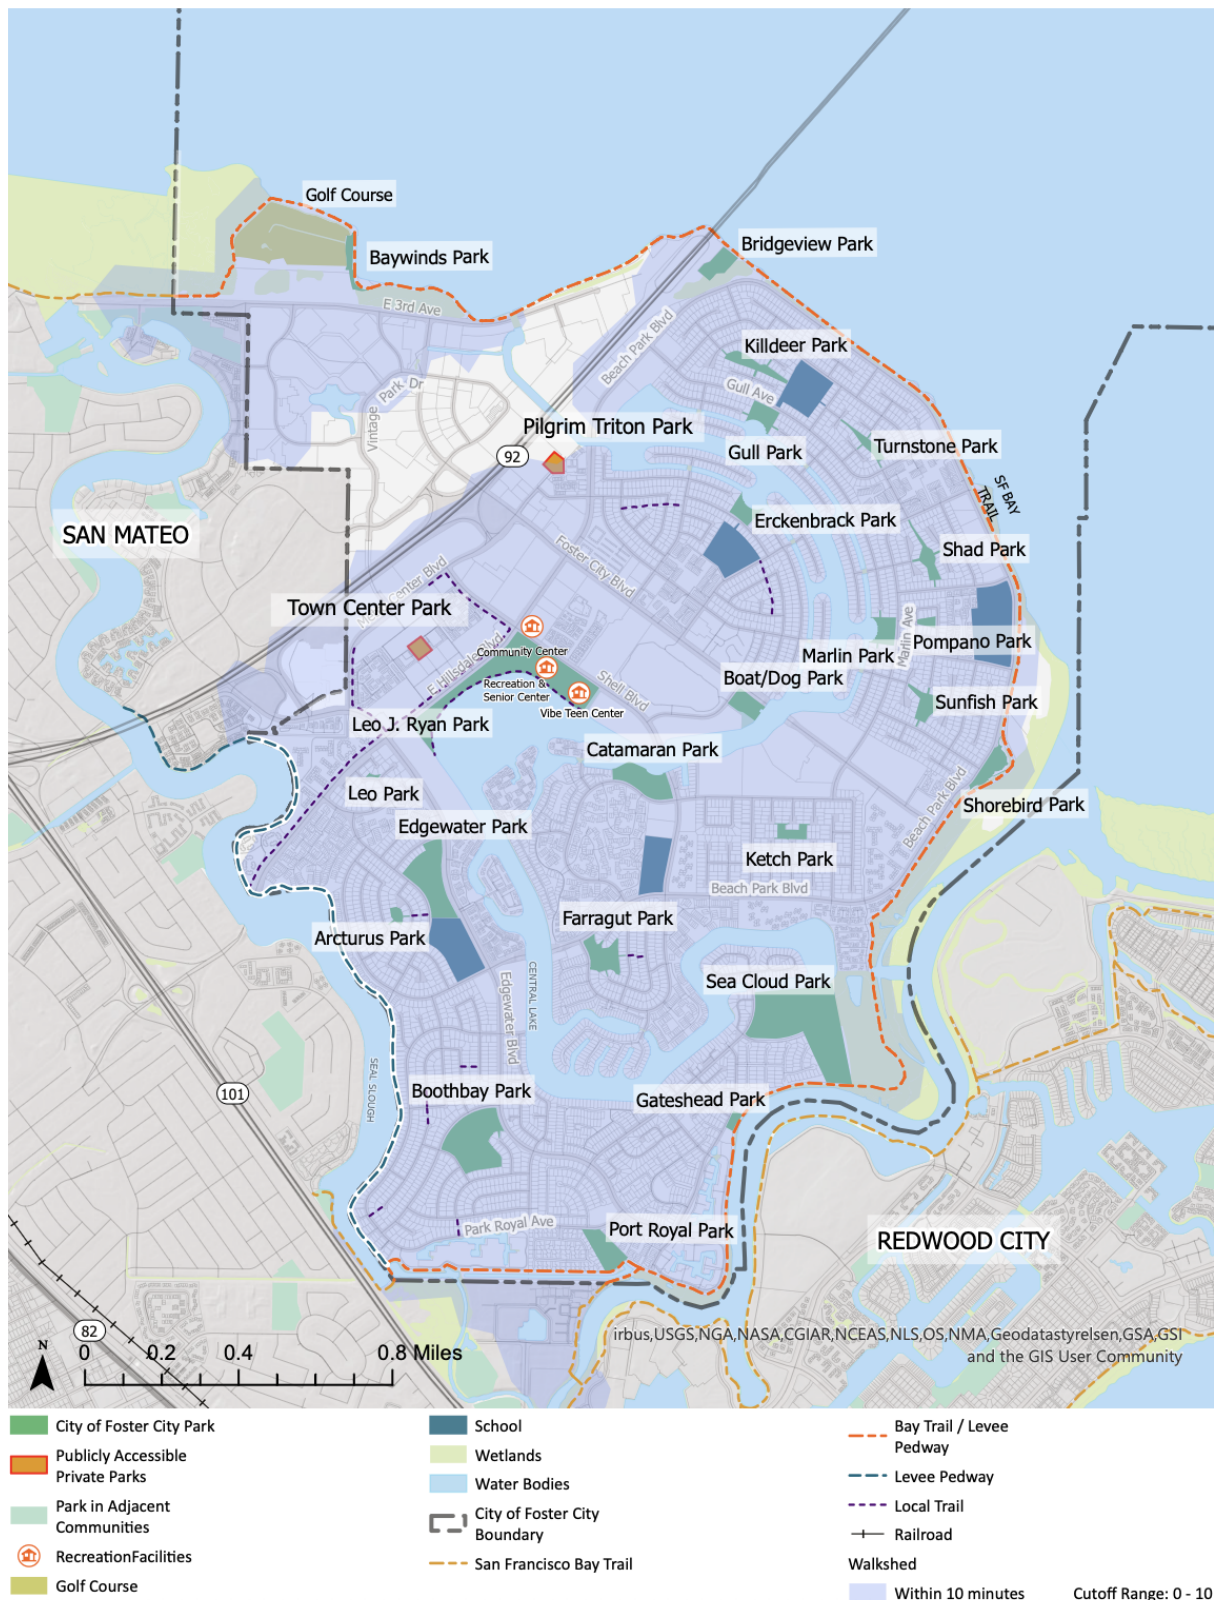 Golf Course
Bridgeview Park
Baywinds Park
E 3rd Ave
Beach Park Blvd
Killdeer Park
Gull Ave
Vintage Park Dr
Pilgrim Triton Park
Gull Park
Turnstone Park
92
SF BAY
TRAIL
SAN MATEO
Erckenbrack Park
Shad Park
Foster City Blvd
Center Blvd
Town Center Park
Marlin Ave
Community Center
E Hillsdale Blvd
Pompano Park
Marlin Park
Recreation &
Senior Center
Shell Blvd
Boat/Dog Park
Vibe Teen Center
Sunfish Park
Leo J. Ryan Park
Catamaran Park
Leo Park
Beach Park Blvd
Shorebird Park
Edgewater Park
Ketch Park
Beach Park Blvd
Farragut Park
Arcturus Park
CENTRAL LAKE
Edgewater Blvd
Sea Cloud Park
SEAL SLOUGH
101
Boothbay Park
Gateshead Park
Park Royal Ave
Port Royal Park
REDWOOD CITY
82
irbus,USGS,NGA,NASA,CGIAR,NCEAS,NLS,OS,NMA,Geodatastyrelsen,GSA,GSI
and the GIS User Community
N
0 0.2 0.4 0.8 Miles
City of Foster City Park
Publicly Accessible
Private Parks
Park in Adjacent
Communities
RecreationFacilities
Golf Course
School
Wetlands
Water Bodies
City of Foster City
Boundary
San Francisco Bay Trail
Bay Trail / Levee
Pedway
Levee Pedway
Local Trail
Railroad
Walkshed
Within 10 minutes
Cutoff Range: 0 - 10